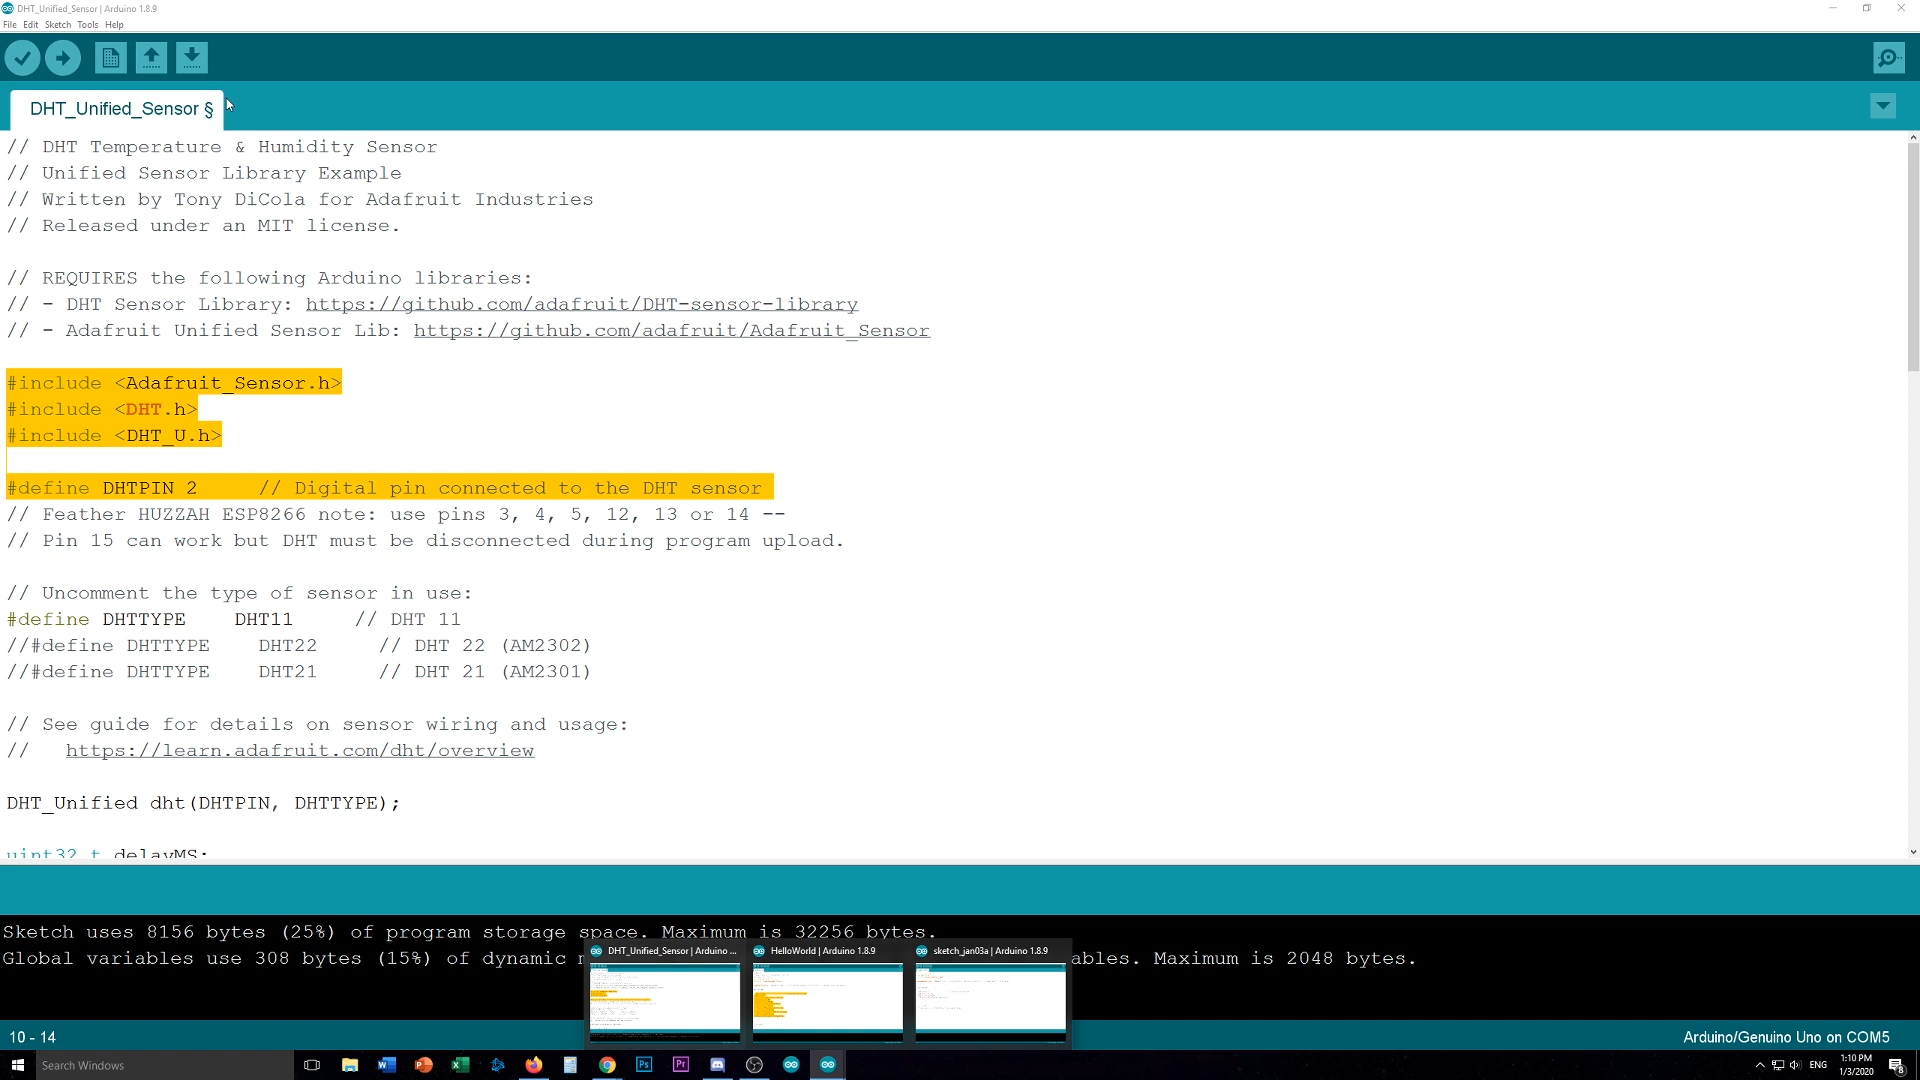 DHT_Unified_Sensor | Arduino 1.8.9
File Edit Sketch Tools Help
DHT_Unified_Sensor §
// DHT Temperature & Humidity Sensor
// Unified Sensor Library Example
// Written by Tony DiCola for Adafruit Industries
// Released under an MIT license.
// REQUIRES the following Arduino libraries:
// - DHT Sensor Library: https://github.com/adafruit/DHT-sensor-library
// - Adafruit Unified Sensor Lib: https://github.com/adafruit/Adafruit_Sensor
#include <Adafruit_Sensor.h>
#include <DHT.h>
#include <DHT_U.h>
#define DHTPIN 2 // Digital pin connected to the DHT sensor
// Feather HUZZAH ESP8266 note: use pins 3, 4, 5, 12, 13 or 14 --
// Pin 15 can work but DHT must be disconnected during program upload.
// Uncomment the type of sensor in use:
#define DHTTYPE DHT11 // DHT 11
//#define DHTTYPE DHT22 // DHT 22 (AM2302)
//#define DHTTYPE DHT21 // DHT 21 (AM2301)
// See guide for details on sensor wiring and usage:
// https://learn.adafruit.com/dht/overview
DHT_Unified dht(DHTPIN, DHTTYPE);
uint32_t delayMS;
Sketch uses 8156 bytes (25%) of program storage space. Maximum is 32256 bytes.
DHT_Unified_Sensor | Arduino ... HelloWorld | Arduino 1.8.9 sketch_jan03a | Arduino 1.8.9
Global variables use 308 bytes (15%) of dynamic ables. Maximum is 2048 bytes.
10 - 14 Arduino/Genuino Uno on COM5
Search Windows ENG 1:10 PM
1/3/2020